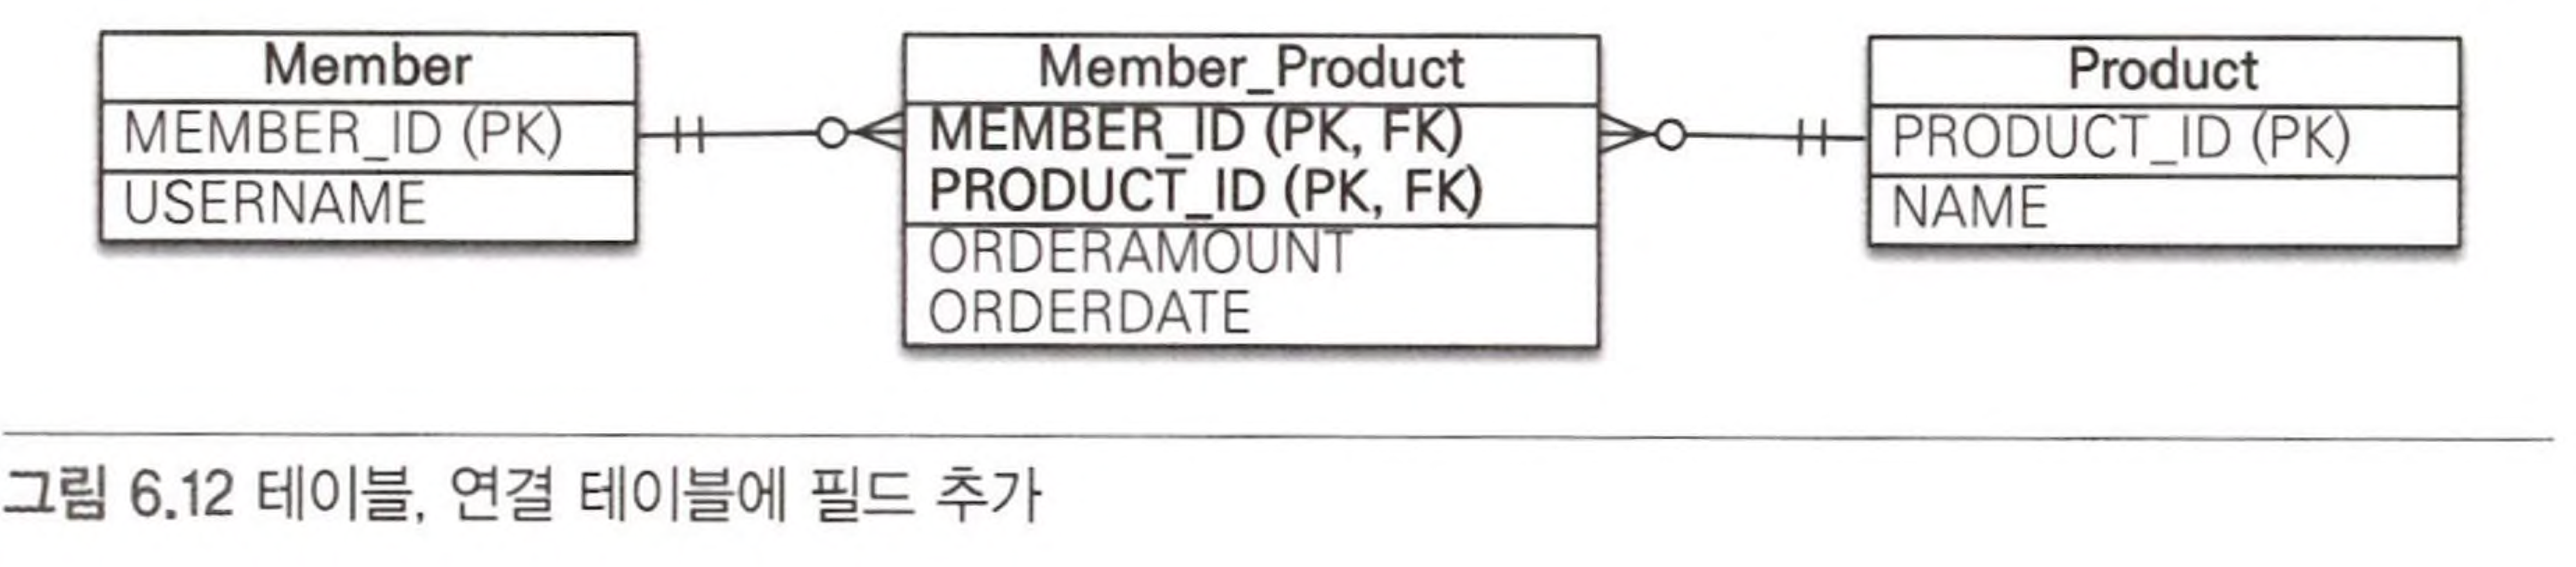 Member
MEMBER_ID (PK)
USERNAME
Member_Product
MEMBER_ID (PK, FK)
PRODUCT_ID (PK, FK)
ORDERAMOUNT
ORDERDATE
Product
PRODUCT_ID (PK)
NAME
그림 6.12 테이블, 연결 테이블에 필드 추가